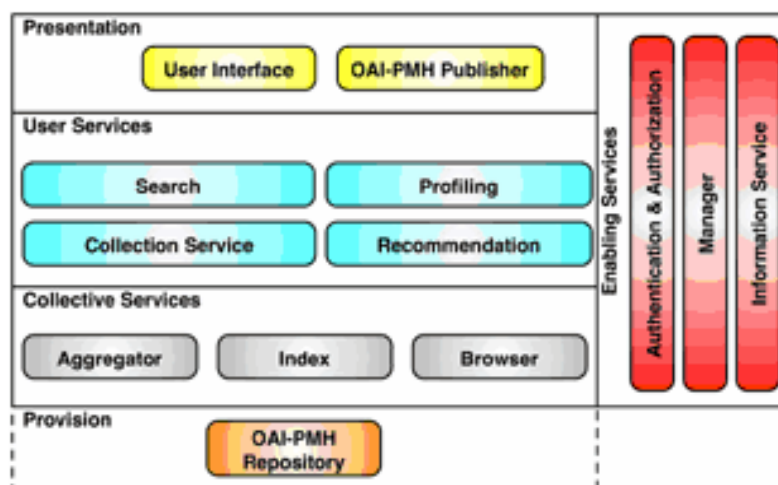 Presentation
User Interface
OAI-PMH Publisher
User Services
Search
Profiling
Collection Service
Recommendation
Collective Services
Aggregator
Index
Browser
Provision
OAI-PMH
Repository
Enabling Services
Authentication & Authorization
Manager
Information Service